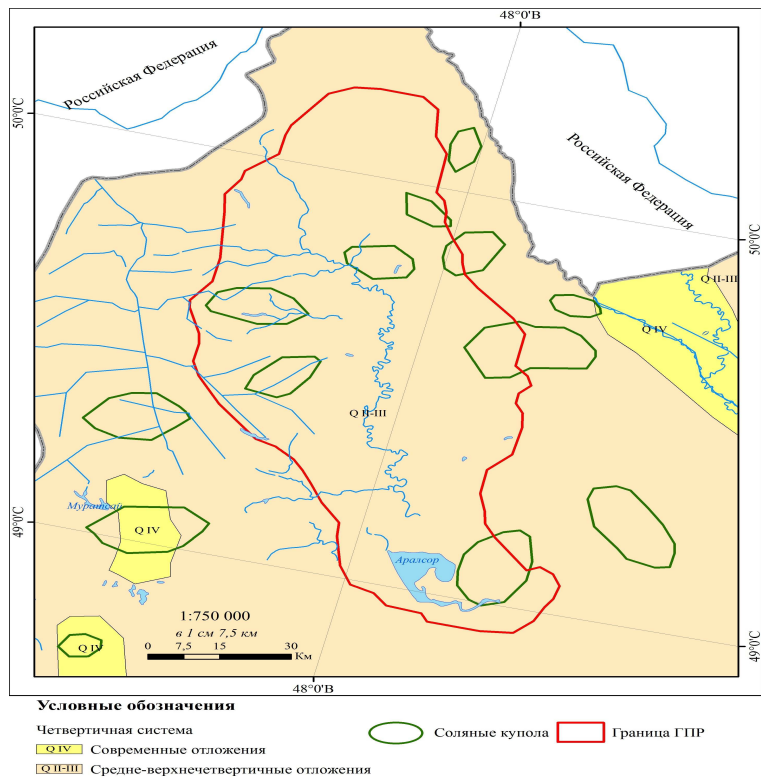 48°0'В
Российская Федерация
50°0'С
Российская Федерация
50°0'С
Q II-III
Q IV
Q II-III
Муратсай
49°0'С
Q IV
Аралсор
1:750 000
в 1 см 7,5 км
0 7,5 15 30
Км
Q IV
49°0'С
48°0'В
Условные обозначения
Четвертичная система
Q IV Современные отложения
Q II-III Средне-верхнечетвертичные отложения
Соляные купола
Граница ГПР